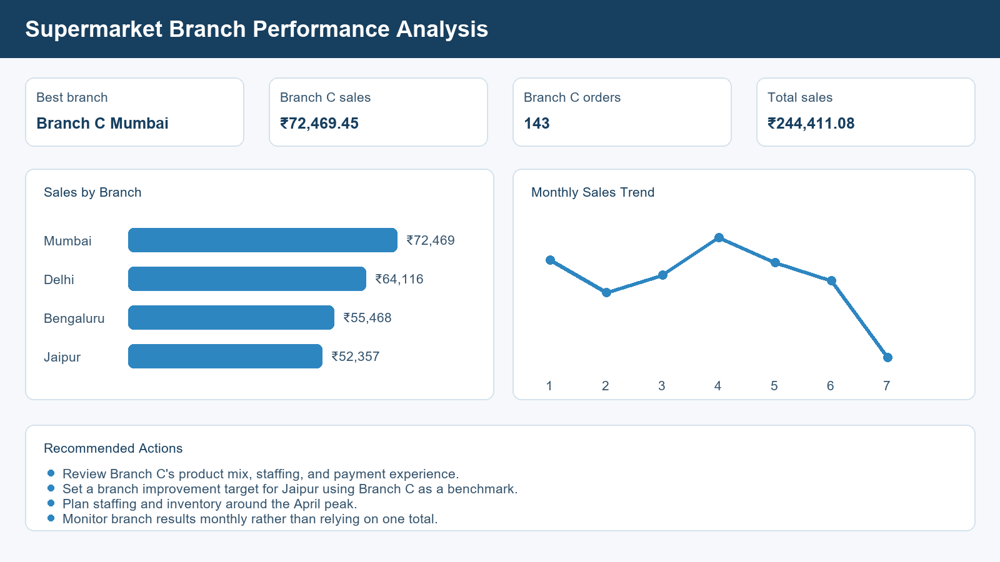 Supermarket Branch Performance Analysis
Best branch
Branch C Mumbai
Branch C sales
₹72,469.45
Branch C orders
143
Total sales
₹244,411.08
Sales by Branch
Mumbai ₹72,469
Delhi ₹64,116
Bengaluru ₹55,468
Jaipur ₹52,357
Monthly Sales Trend
1 2 3 4 5 6 7
Recommended Actions
Review Branch C's product mix, staffing, and payment experience.
Set a branch improvement target for Jaipur using Branch C as a benchmark.
Plan staffing and inventory around the April peak.
Monitor branch results monthly rather than relying on one total.